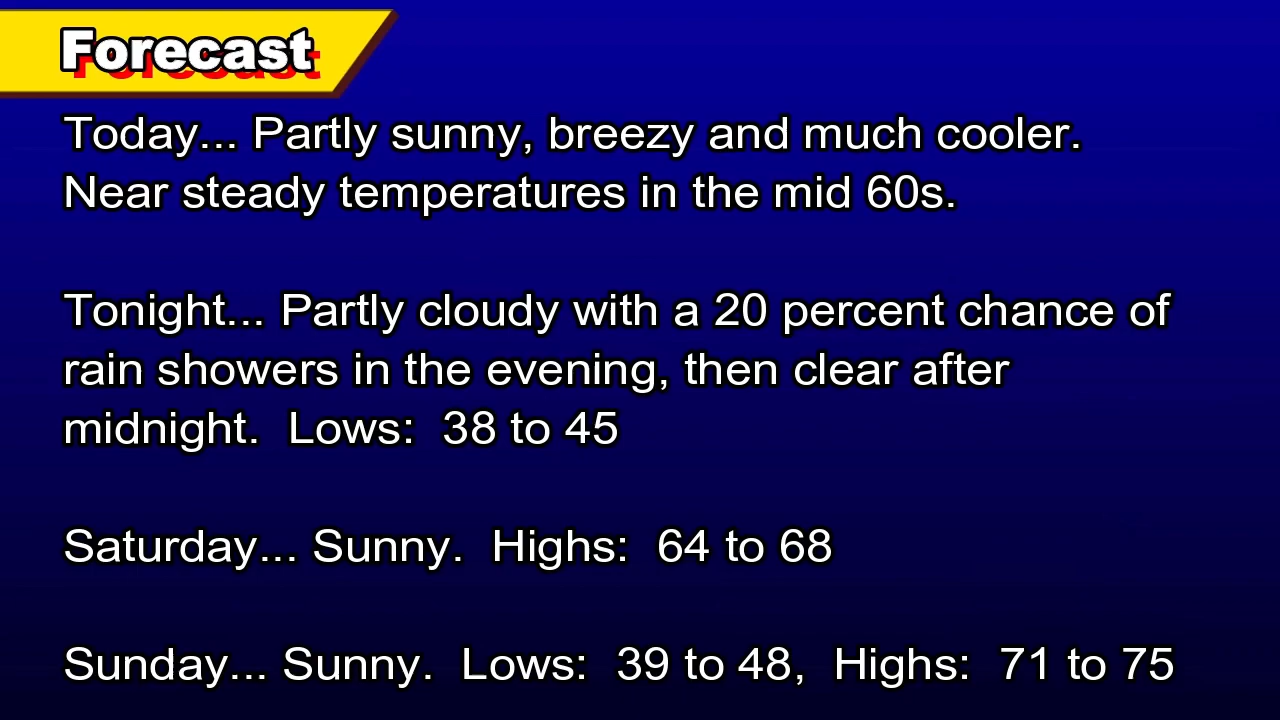 Forecast
Today... Partly sunny, breezy and much cooler.
Near steady temperatures in the mid 60s.
Tonight... Partly cloudy with a 20 percent chance of
rain showers in the evening, then clear after
midnight.  Lows:  38 to 45
Saturday... Sunny.  Highs:  64 to 68
Sunday... Sunny.  Lows:  39 to 48,  Highs:  71 to 75